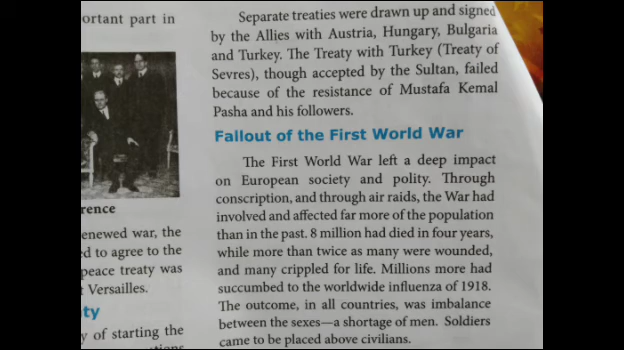 ortant part in
rence
enewed war, the
ed to agree to the
peace treaty was
t Versailles.
ty
y of starting the
Separate treaties were drawn up and signed
by the Allies with Austria, Hungary, Bulgaria
and Turkey. The Treaty with Turkey (Treaty of
Sevres), though accepted by the Sultan, failed
because of the resistance of Mustafa Kemal
Pasha and his followers.
Fallout of the First World War
The First World War left a deep impact
on European society and polity. Through
conscription, and through air raids, the War had
involved and affected far more of the population
than in the past. 8 million had died in four years,
while more than twice as many were wounded,
and many crippled for life. Millions more had
succumbed to the worldwide influenza of 1918.
The outcome, in all countries, was imbalance
between the sexes—a shortage of men. Soldiers
came to be placed above civilians.